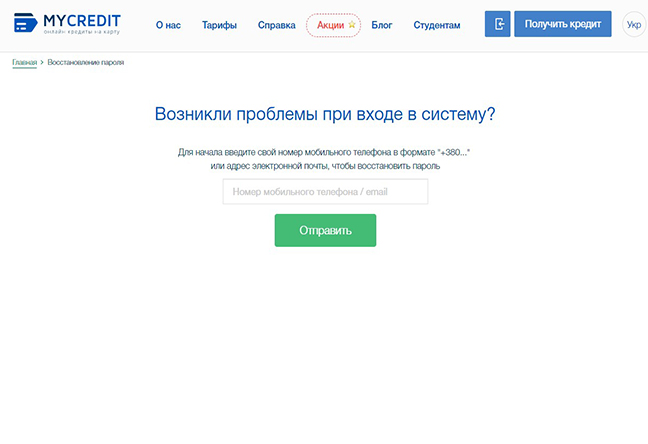 MYCREDIT
онлайн кредиты на карту
О нас Тарифы Справка Акции Блог Студентам Получить кредит Укр
Главная > Восстановление пароля
Возникли проблемы при входе в систему?
Для начала введите свой номер мобильного телефона в формате "+380..."
или адрес электронной почты, чтобы восстановить пароль
Номер мобильного телефона / email
Отправить